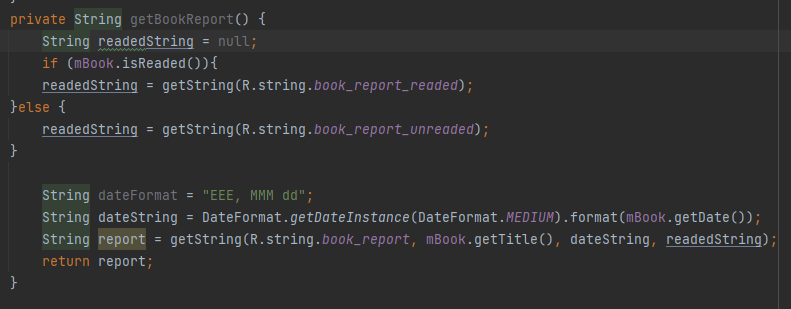 private String getBookReport() {
String readedString = null;
if (mBook.isReaded()){
readedString = getString(R.string.book_report_readed);
}else {
readedString = getString(R.string.book_report_unreaded);
}
String dateFormat = "EEE, MMM dd";
String dateString = DateFormat.getDateInstance(DateFormat.MEDIUM).format(mBook.getDate());
String report = getString(R.string.book_report, mBook.getTitle(), dateString, readedString);
return report;
}